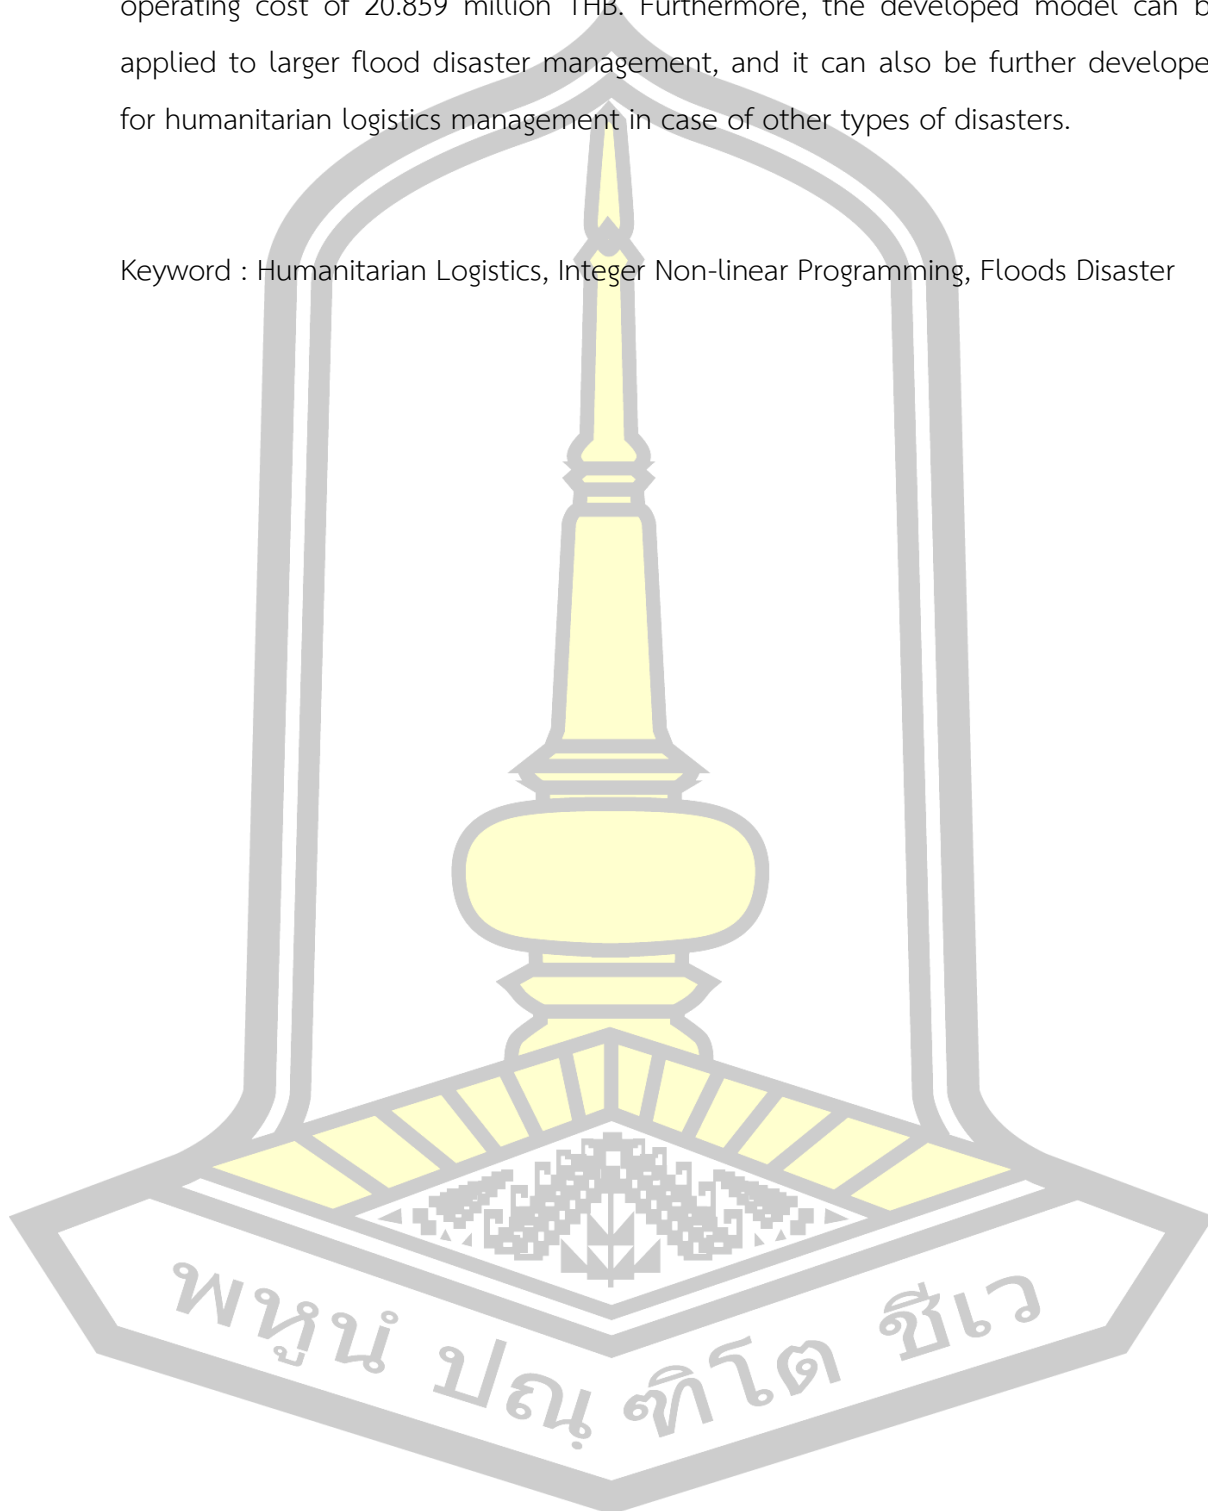 operating cost of 20.859 million THB. Furthermore, the developed model can b
applied to larger flood disaster management, and it can also be further develope
for humanitarian logistics management in case of other types of disasters.
Keyword : Humanitarian Logistics, Integer Non-linear Programming, Floods Disaster
พหูนํ ปณฺฑิโต ชีเว